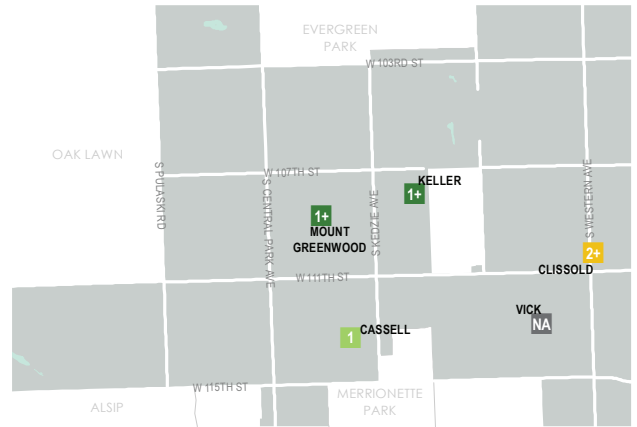 EVERGREEN
PARK
W 103RD ST
OAK LAWN
S PULASKI RD
W 107TH ST
S CENTRAL PARK AVE
S KEDZIE AVE
S WESTERN AVE
KELLER
1+
1+
MOUNT
GREENWOOD
2+
CLISSOLD
W 111TH ST
VICK
NA
1
CASSELL
W 115TH ST
ALSIP
MERRIONETTE
PARK